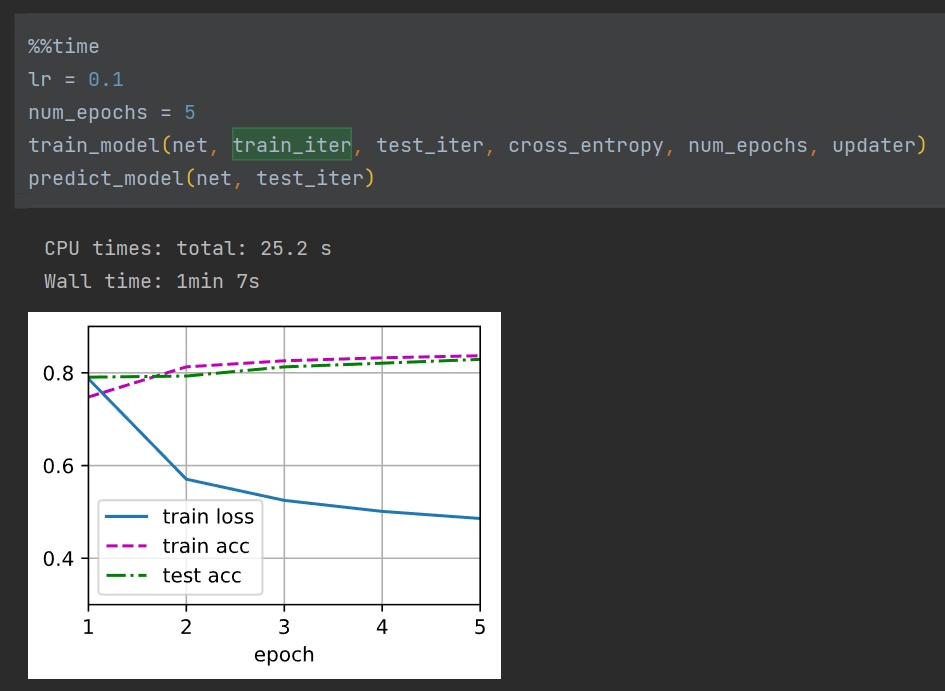 %%time
lr = 0.1
num_epochs = 5
train_model(net, train_iter, test_iter, cross_entropy, num_epochs, updater)
predict_model(net, test_iter)
CPU times: total: 25.2 s
Wall time: 1min 7s
0.8
0.6
0.4
train loss
train acc
test acc
1 2 3 4 5
epoch